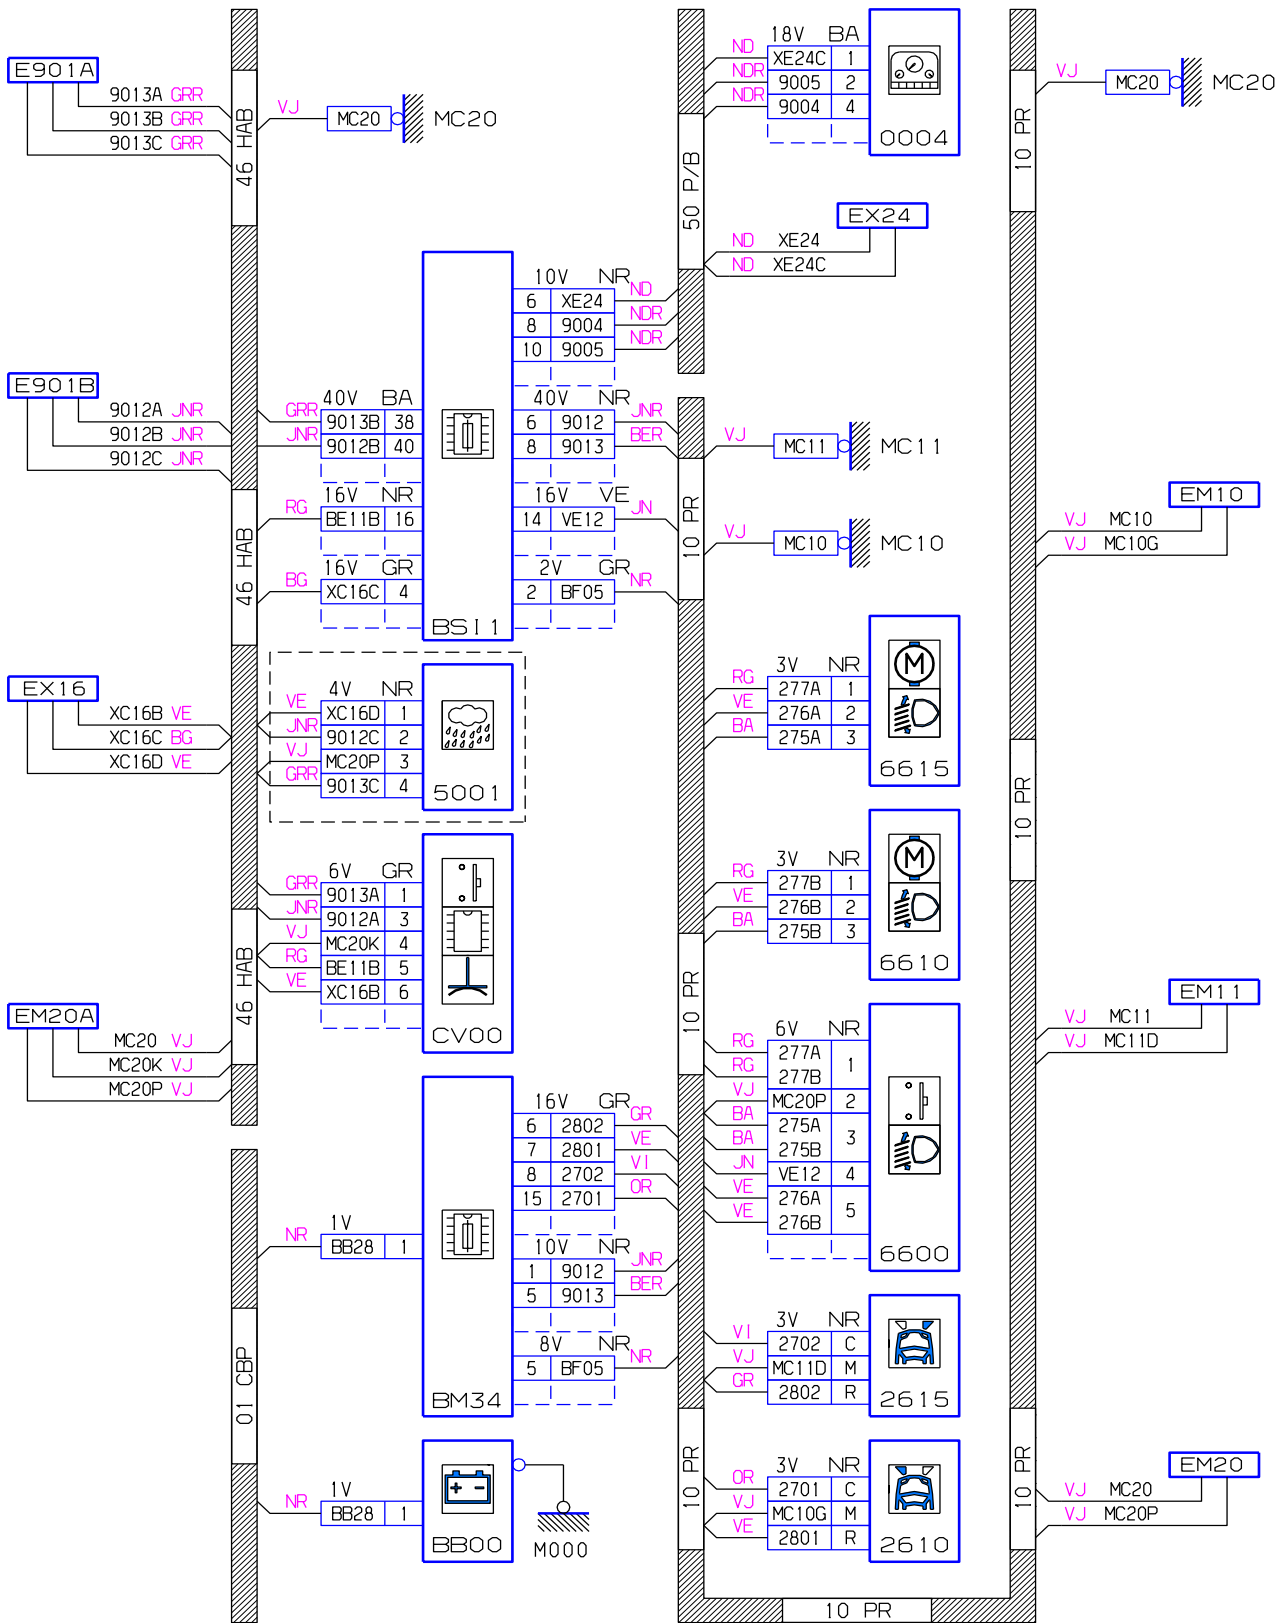 E901A
9013A GRR
9013B GRR
9013C GRR
46 HAB
VJ MC20 MC20
E901B
9012A JNR
9012B JNR
9012C JNR
46 HAB
EX16
XC16B VE
XC16C BG
XC16D VE
46 HAB
EM20A
MC20 VJ
MC20K VJ
MC20P VJ
01 CBP
40V BA
GRR 9013B 38
JNR 9012B 40
16V NR
RG BE11B 16
16V GR
BG XC16C 4
BSI1
10V NR
6 XE24 ND
8 9004 NDR
10 9005 NDR
40V NR
6 9012 JNR
8 9013 BER
16V VE
14 VE12 JN
2V GR
2 BF05 NR
4V NR
VE XC16D 1
JNR 9012C 2
VJ MC20P 3
GRR 9013C 4
5001
6V GR
GRR 9013A 1
JNR 9012A 3
VJ MC20K 4
RG BE11B 5
VE XC16B 6
CV00
1V
NR BB28 1
BM34
16V GR
6 2802 GR
7 2801 VE
8 2702 VI
15 2701 OR
10V NR
1 9012 JNR
5 9013 BER
8V NR
5 BF05 NR
1V
NR BB28 1
BB00
+ -
M000
50 P/B
18V BA
ND XE24C 1
NDR 9005 2
NDR 9004 4
0004
EX24
ND XE24
ND XE24C
10 PR
VJ MC11 MC11
VJ MC10 MC10
3V NR
RG 277A 1
VE 276A 2
BA 275A 3
M
6615
3V NR
RG 277B 1
VE 276B 2
BA 275B 3
M
6610
10 PR
6V NR
RG 277A 1
RG 277B
VJ MC20P 2
BA 275A 3
BA 275B
JN VE12 4
VE 276A 5
VE 276B
6600
3V NR
VI 2702 C
VJ MC11D M
GR 2802 R
2615
10 PR
3V NR
OR 2701 C
VJ MC10G M
VE 2801 R
2610
10 PR
10 PR
VJ MC20 MC20
EM10
VJ MC10
VJ MC10G
10 PR
EM11
VJ MC11
VJ MC11D
10 PR
EM20
VJ MC20
VJ MC20P